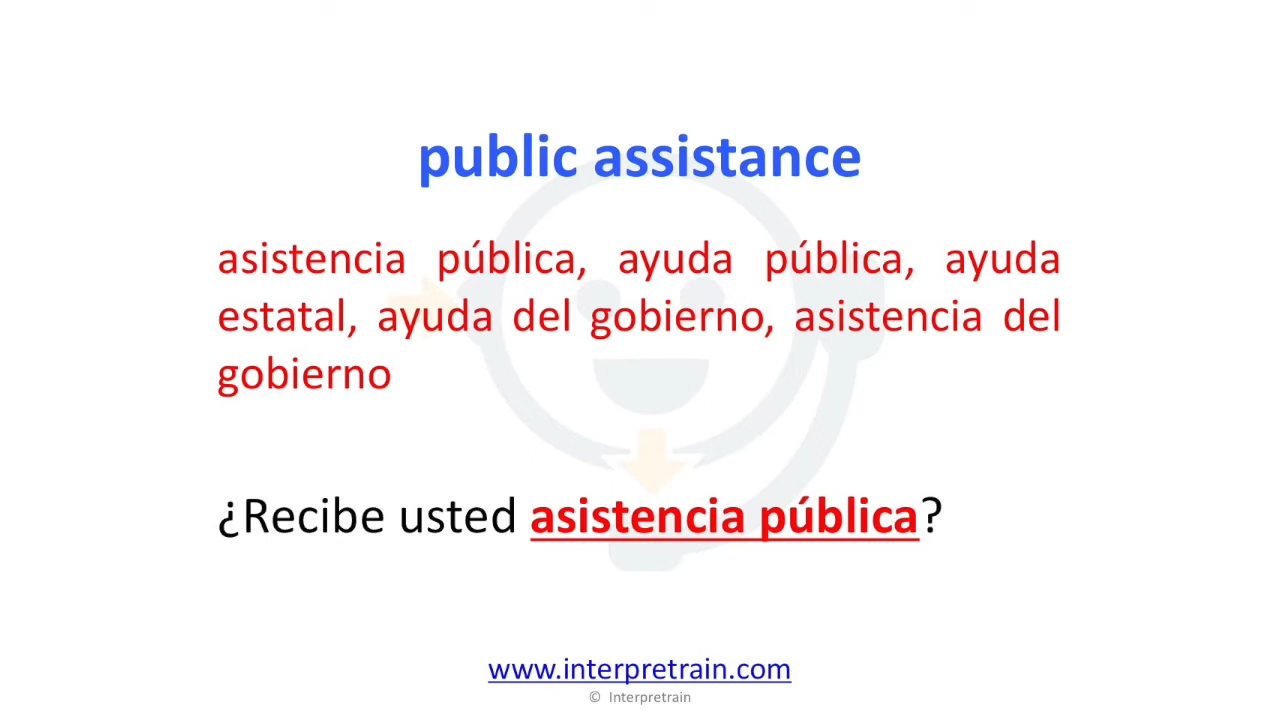 public assistance
asistencia pública, ayuda pública, ayuda
estatal, ayuda del gobierno, asistencia del
gobierno
¿Recibe usted asistencia pública?
www.interpretrain.com
© Interpretrain